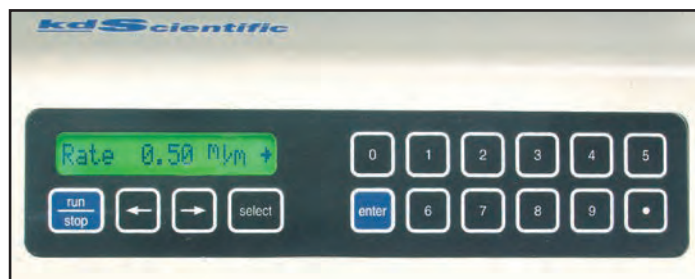 kdScientific
Rate 0.50 ml/m →
0 1 2 3 4 5
run
stop
← → select
enter 6 7 8 9 •